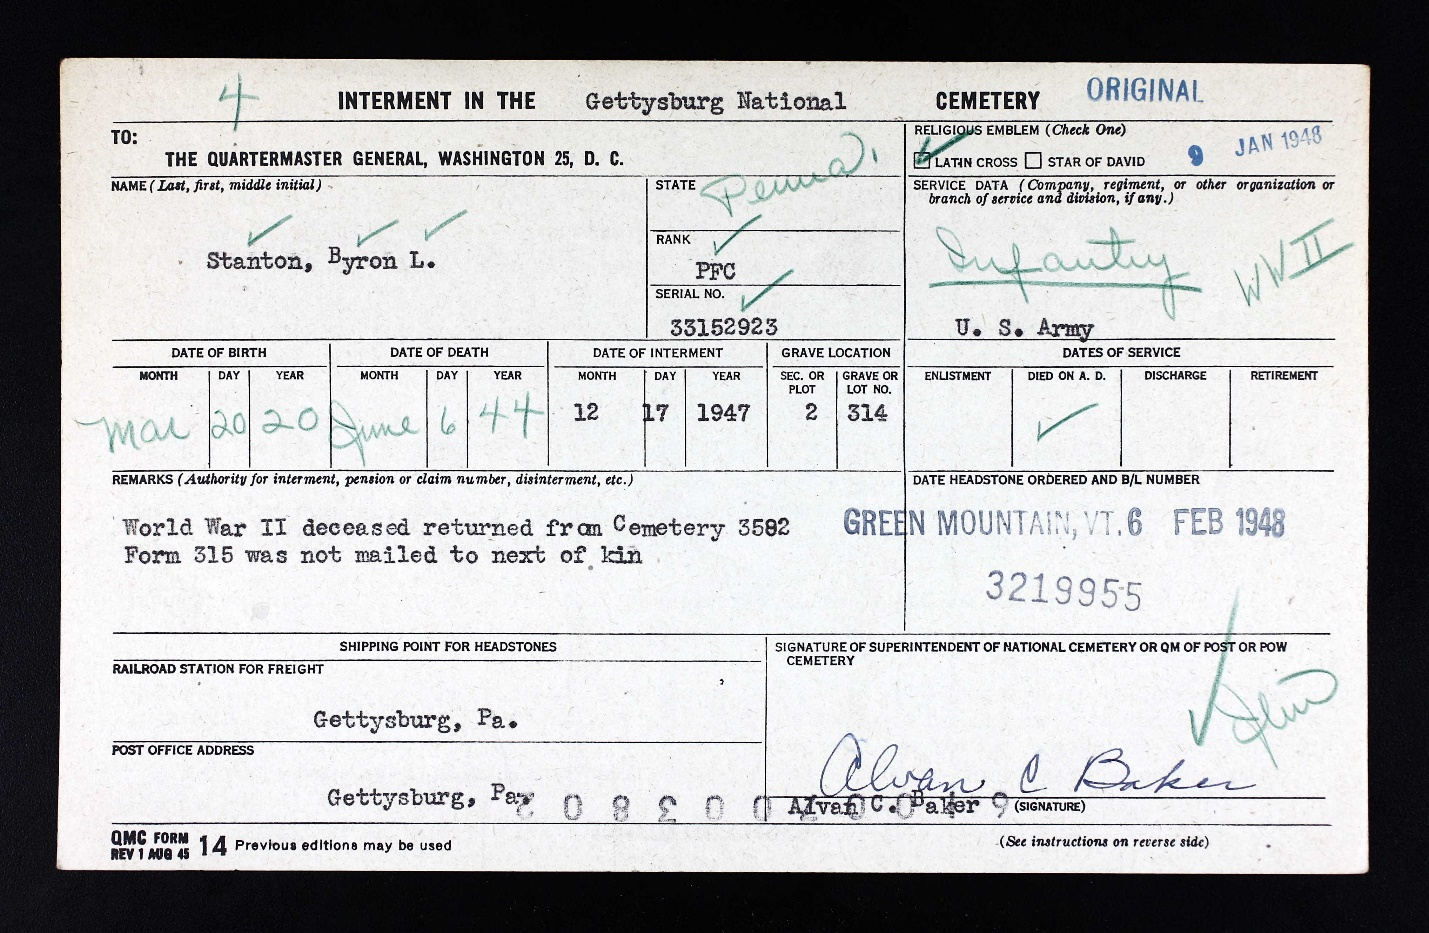 4
INTERMENT IN THE Gettysburg National CEMETERY ORIGINAL
TO:
THE QUARTERMASTER GENERAL, WASHINGTON 25, D. C.
RELIGIOUS EMBLEM (Check One)
LATIN CROSS STAR OF DAVID
9 JAN 1948
NAME (Last, first, middle initial)
Stanton, Byron L.
STATE Penna.
RANK
PFC
SERIAL NO.
33152923
SERVICE DATA (Company, regiment, or other organization or
branch of service and division, if any.)
Infantry WW II
U. S. Army
DATE OF BIRTH DATE OF DEATH DATE OF INTERMENT GRAVE LOCATION DATES OF SERVICE
MONTH DAY YEAR MONTH DAY YEAR MONTH DAY YEAR SEC. OR PLOT GRAVE OR LOT NO. ENLISTMENT DIED ON A. D. DISCHARGE RETIREMENT
Mar 20 20 June 6 44 12 17 1947 2 314
REMARKS (Authority for interment, pension or claim number, disinterment, etc.)
World War II deceased returned from Cemetery 3582
Form 315 was not mailed to next of kin
DATE HEADSTONE ORDERED AND B/L NUMBER
GREEN MOUNTAIN, VT. 6 FEB 1948
3219955
SHIPPING POINT FOR HEADSTONES
RAILROAD STATION FOR FREIGHT
Gettysburg, Pa.
POST OFFICE ADDRESS
Gettysburg, Pa.
SIGNATURE OF SUPERINTENDENT OF NATIONAL CEMETERY OR QM OF POST OR POW
CEMETERY
Alvan C Baker
Alvan C. Baker (SIGNATURE)
QMC FORM
REV 1 AUG 45 14 Previous editions may be used
(See instructions on reverse side)